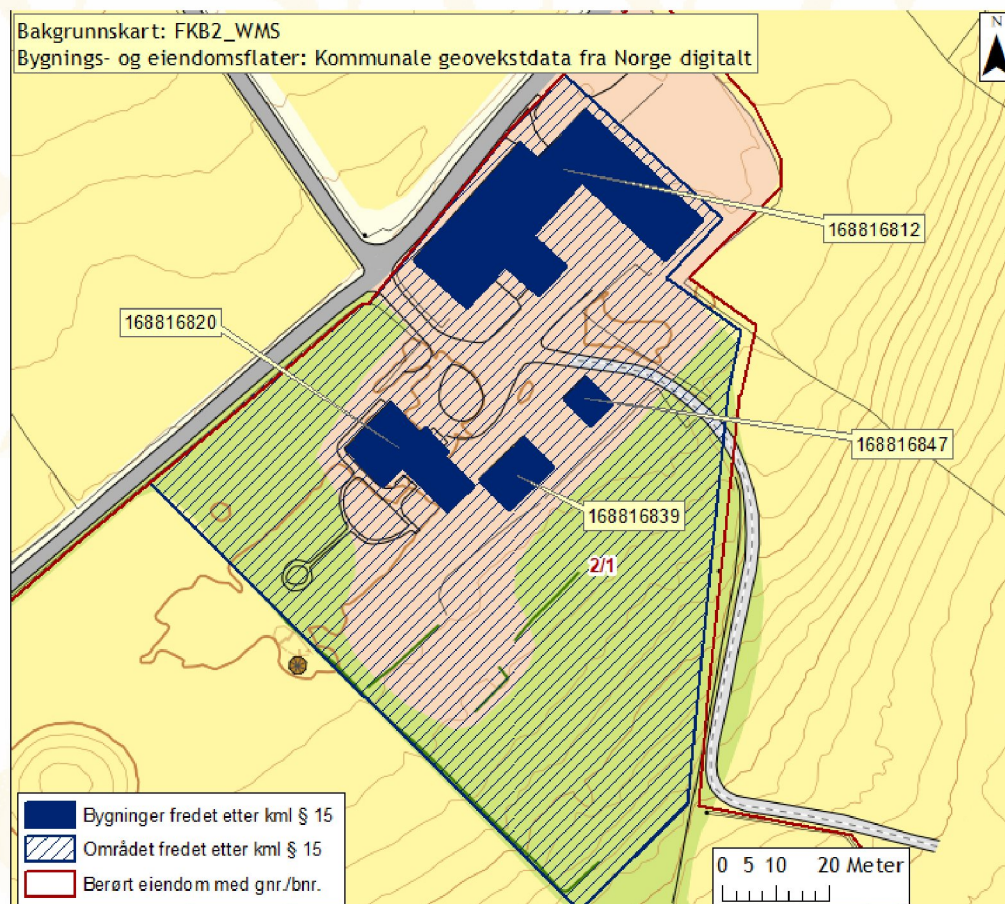 Bakgrunnskart: FKB2_WMS
Bygnings- og eiendomsflater: Kommunale geovekstdata fra Norge digitalt
N
168816812
168816820
168816847
168816839
2/1
Bygninger fredet etter kml § 15
Området fredet etter kml § 15
Berørt eiendom med gnr./bnr.
0 5 10 20 Meter